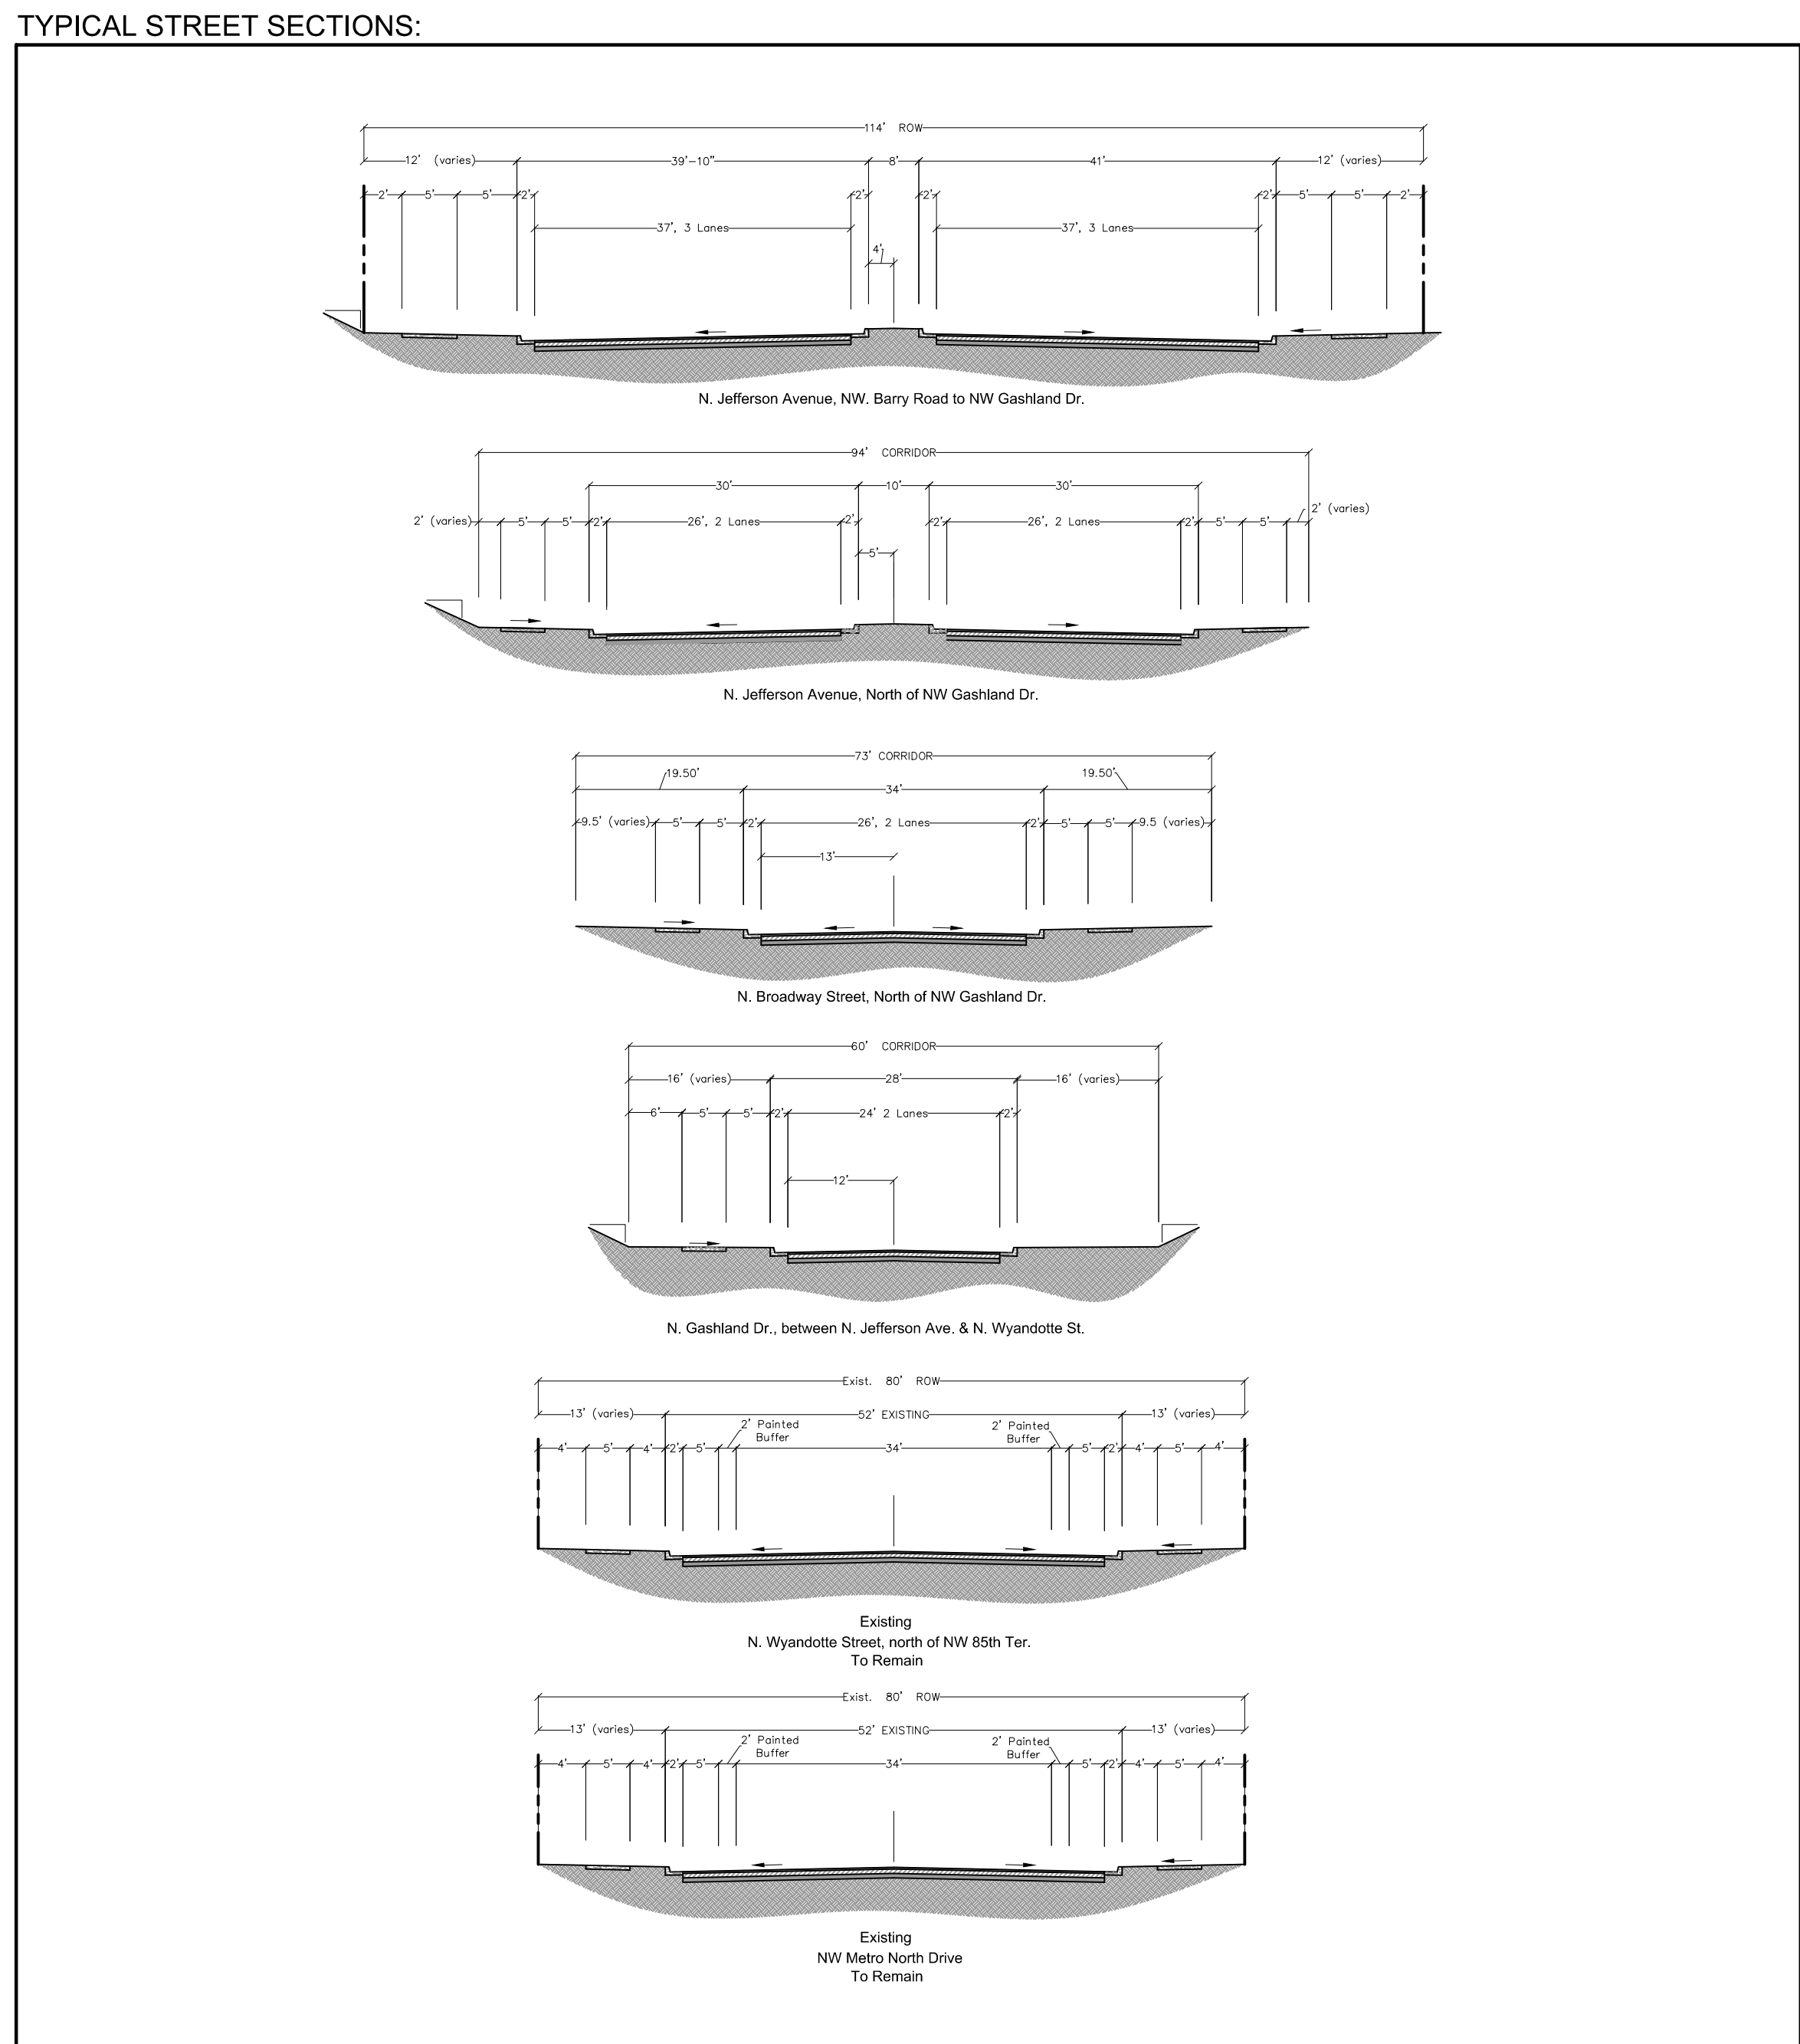 TYPICAL STREET SECTIONS:
114' ROW
12' (varies) 39'-10" 8' 41' 12' (varies)
2' 5' 5' 2' 2' 2' 2' 5' 5' 2'
37', 3 Lanes 37', 3 Lanes
4'
N. Jefferson Avenue, NW. Barry Road to NW Gashland Dr.
94' CORRIDOR
30' 10' 30'
2' (varies) 5' 5' 2' 26', 2 Lanes 2' 2' 26', 2 Lanes 2' 5' 5' 2' (varies)
5'
N. Jefferson Avenue, North of NW Gashland Dr.
73' CORRIDOR
19.50' 34' 19.50'
9.5' (varies) 5' 5' 2' 26', 2 Lanes 2' 5' 5' 9.5 (varies)
13'
N. Broadway Street, North of NW Gashland Dr.
60' CORRIDOR
16' (varies) 28' 16' (varies)
6' 5' 5' 2' 24' 2 Lanes 2'
12'
N. Gashland Dr., between N. Jefferson Ave. & N. Wyandotte St.
Exist. 80' ROW
13' (varies) 52' EXISTING 13' (varies)
2' Painted
Buffer
2' Painted
Buffer
4' 5' 4' 2' 5' 34' 5' 2' 4' 5' 4'
Existing
N. Wyandotte Street, north of NW 85th Ter.
To Remain
Exist. 80' ROW
13' (varies) 52' EXISTING 13' (varies)
2' Painted
Buffer
2' Painted
Buffer
4' 5' 4' 2' 5' 34' 5' 2' 4' 5' 4'
Existing
NW Metro North Drive
To Remain